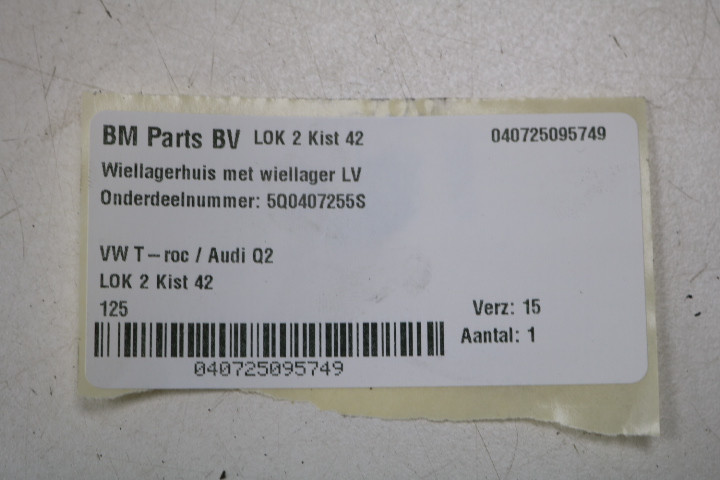 BM Parts BV LOK 2 Kist 42 040725095749
Wiellagerhuis met wiellager LV
Onderdeelnummer: 5Q0407255S
VW T-roc / Audi Q2
LOK 2 Kist 42
125 Verz: 15
Aantal: 1
040725095749